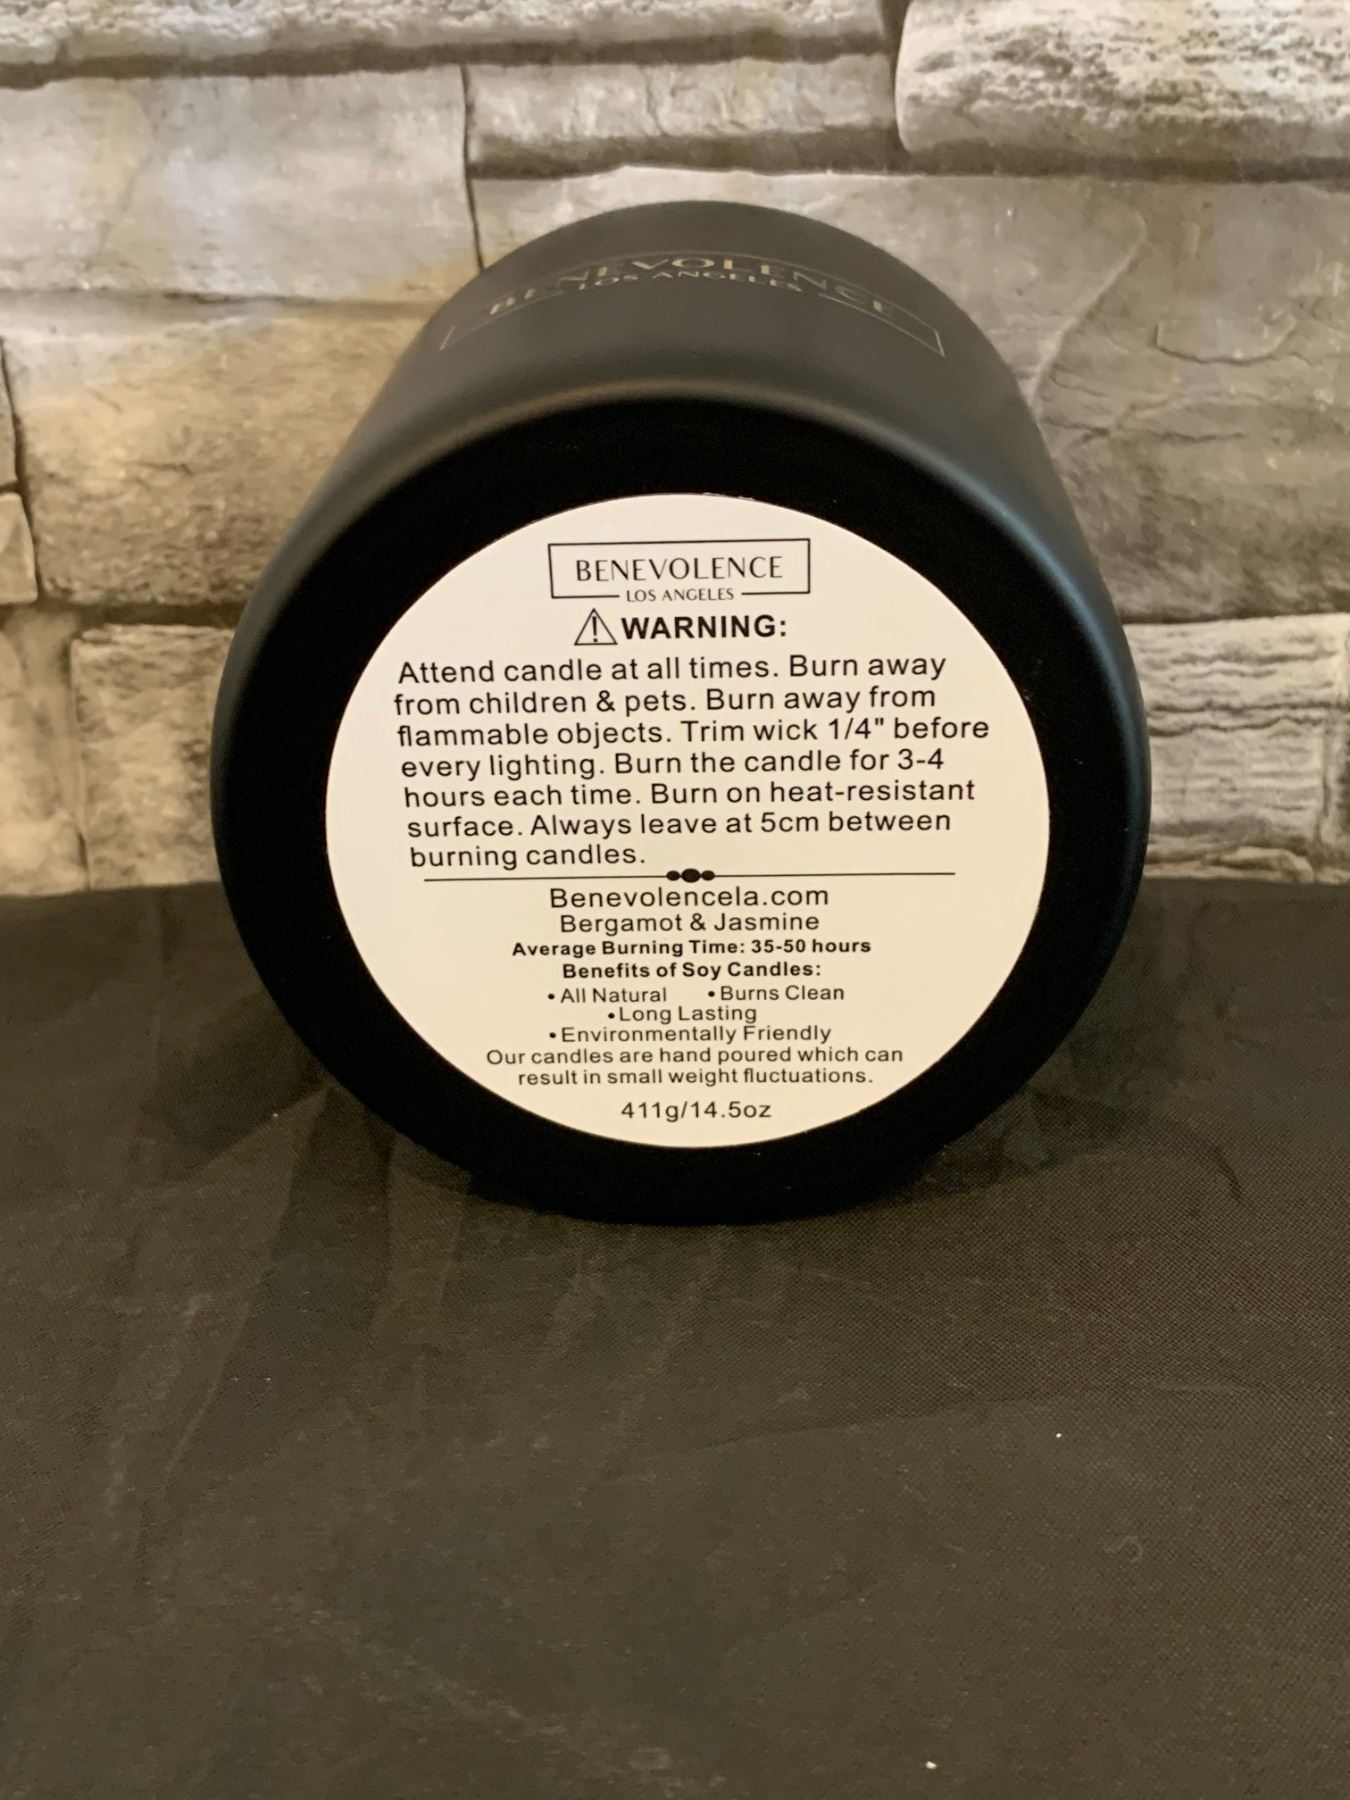 BENEVOLENCE
LOS ANGELES
BENEVOLENCE
LOS ANGELES
WARNING:
Attend candle at all times. Burn away
from children & pets. Burn away from
flammable objects. Trim wick 1/4" before
every lighting. Burn the candle for 3-4
hours each time. Burn on heat-resistant
surface. Always leave at 5cm between
burning candles.
Benevolencela.com
Bergamot & Jasmine
Average Burning Time: 35-50 hours
Benefits of Soy Candles:
• All Natural • Burns Clean
• Long Lasting
• Environmentally Friendly
Our candles are hand poured which can
result in small weight fluctuations.
411g/14.5oz